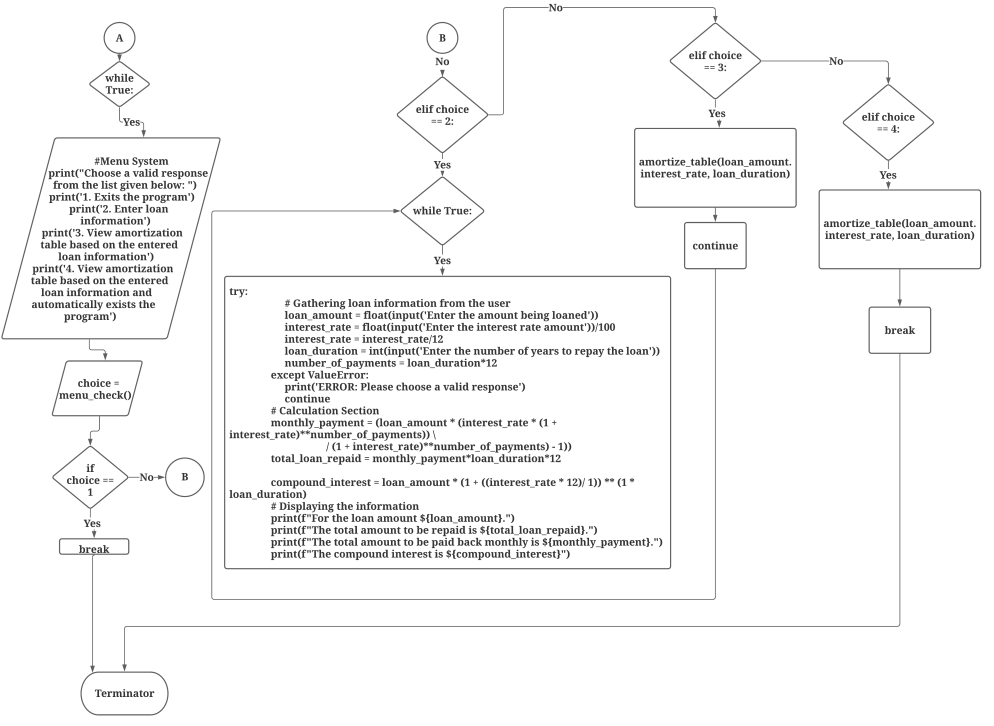 A
while
True:
Yes
#Menu System
print("Choose a valid response
from the list given below: ")
print('1. Exits the program')
print('2. Enter loan
information')
print('3. View amortization
table based on the entered
loan information')
print('4. View amortization
table based on the entered
loan information and
automatically exists the
program')
choice =
menu_check()
if
choice ==
1
No
B
Yes
break
Terminator
B
No
elif choice
== 2:
No
Yes
while True:
Yes
try:
# Gathering loan information from the user
loan_amount = float(input('Enter the amount being loaned'))
interest_rate = float(input('Enter the interest rate amount'))/100
interest_rate = interest_rate/12
loan_duration = int(input('Enter the number of years to repay the loan'))
number_of_payments = loan_duration*12
except ValueError:
print('ERROR: Please choose a valid response')
continue
# Calculation Section
monthly_payment = (loan_amount * (interest_rate * (1 +
interest_rate)**number_of_payments)) \
/ (1 + interest_rate)**number_of_payments) - 1))
total_loan_repaid = monthly_payment*loan_duration*12
compound_interest = loan_amount * (1 + ((interest_rate * 12)/ 1)) ** (1 *
loan_duration)
# Displaying the information
print(f"For the loan amount ${loan_amount}.")
print(f"The total amount to be repaid is ${total_loan_repaid}.")
print(f"The total amount to be paid back monthly is ${monthly_payment}.")
print(f"The compound interest is ${compound_interest}")
elif choice
== 3:
No
Yes
amortize_table(loan_amount.
interest_rate, loan_duration)
continue
elif choice
== 4:
Yes
amortize_table(loan_amount.
interest_rate, loan_duration)
break